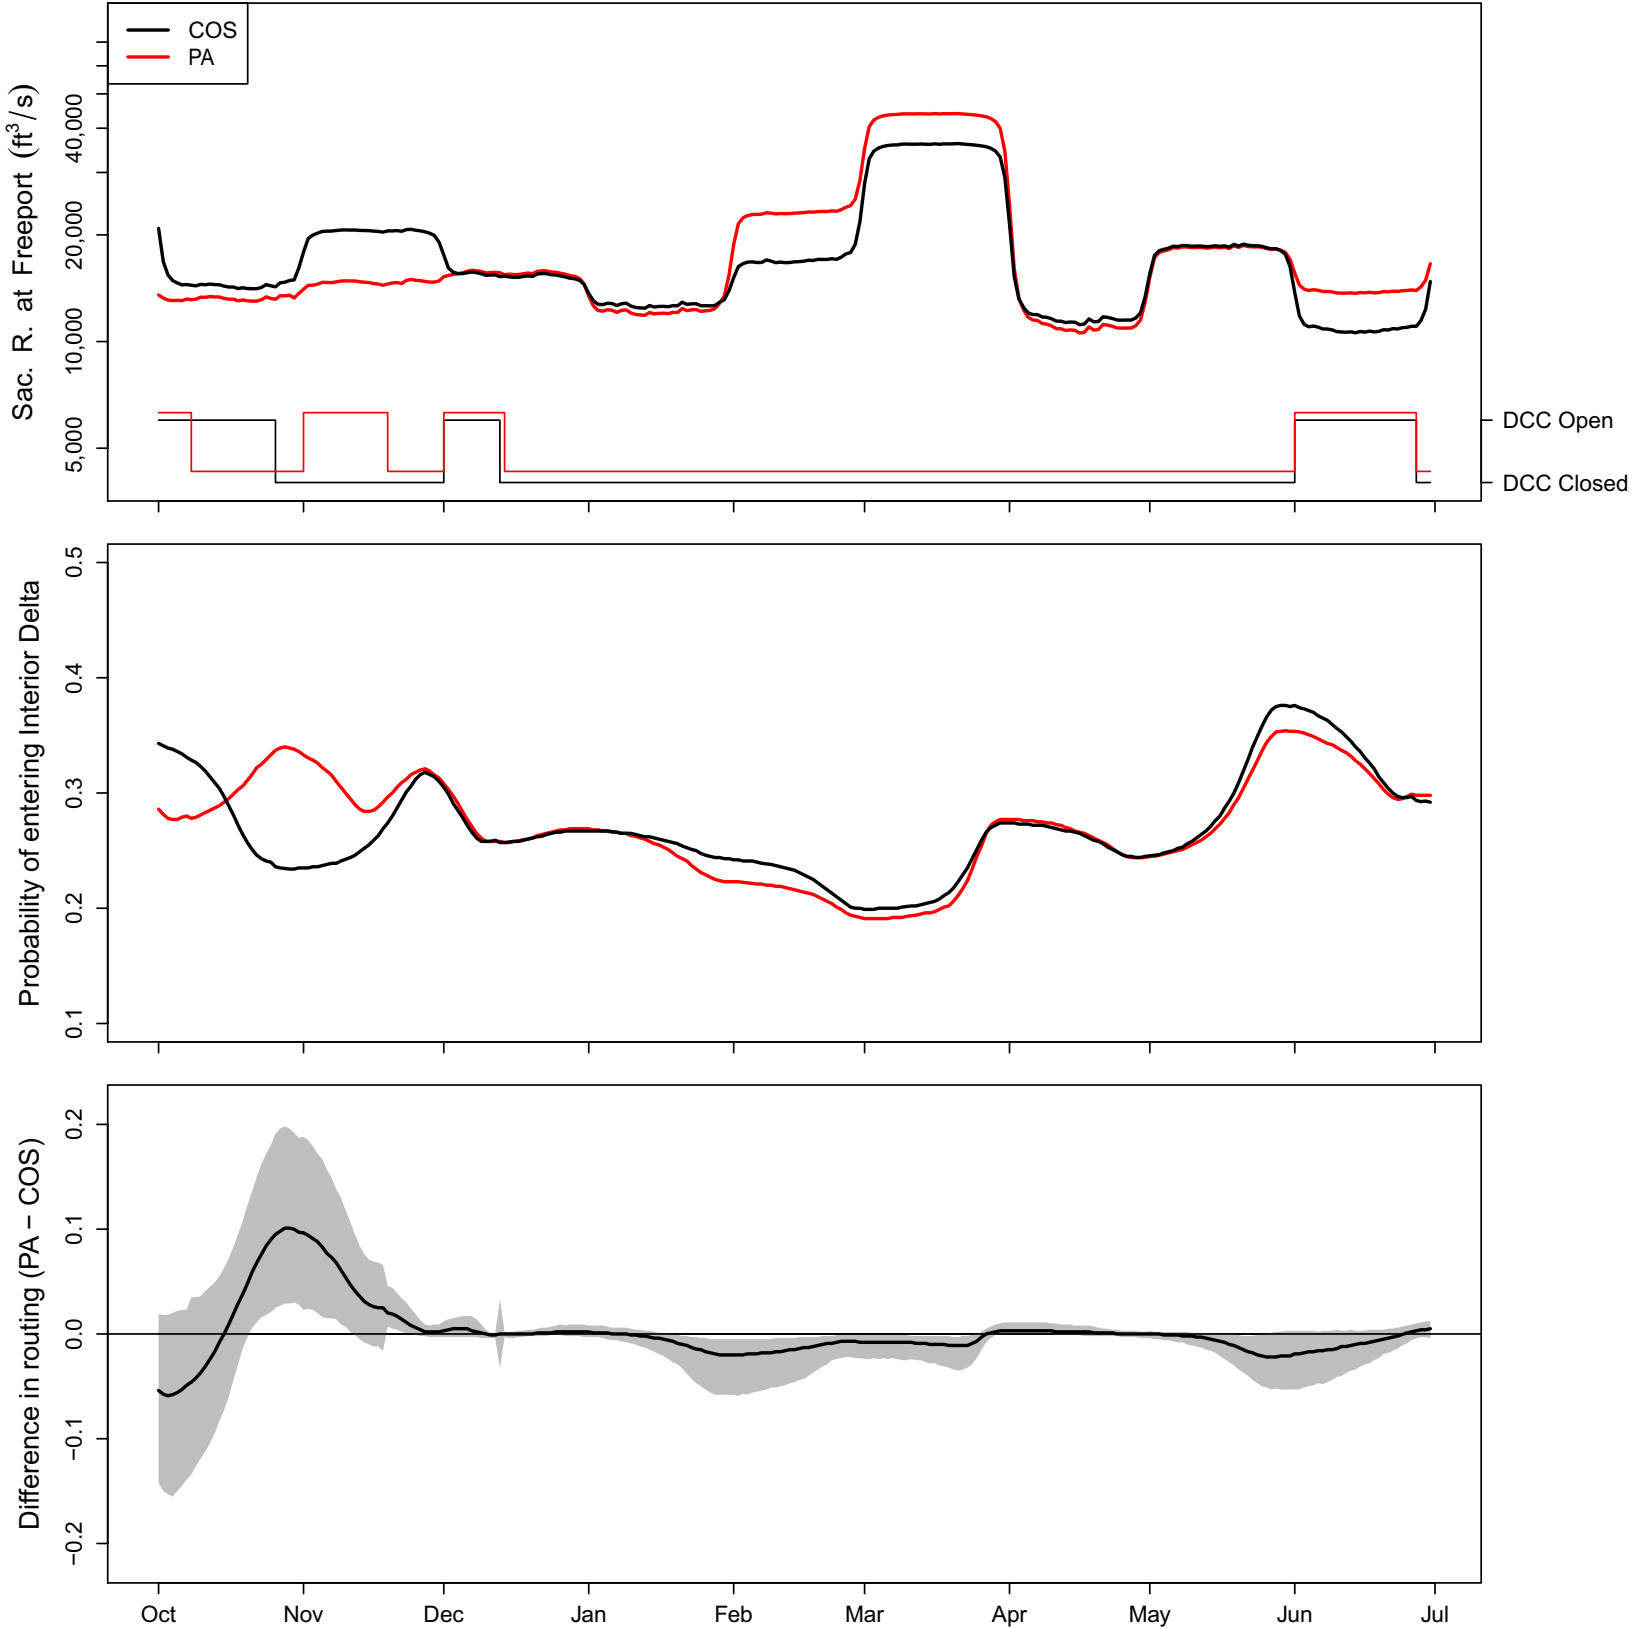 COS
PA
Sac. R. at Freeport (ft³/s)
40,000
20,000
10,000
5,000
DCC Open
DCC Closed
Probability of entering Interior Delta
0.5
0.4
0.3
0.2
0.1
Difference in routing (PA − COS)
0.2
0.1
0.0
−0.1
−0.2
Oct Nov Dec Jan Feb Mar Apr May Jun Jul